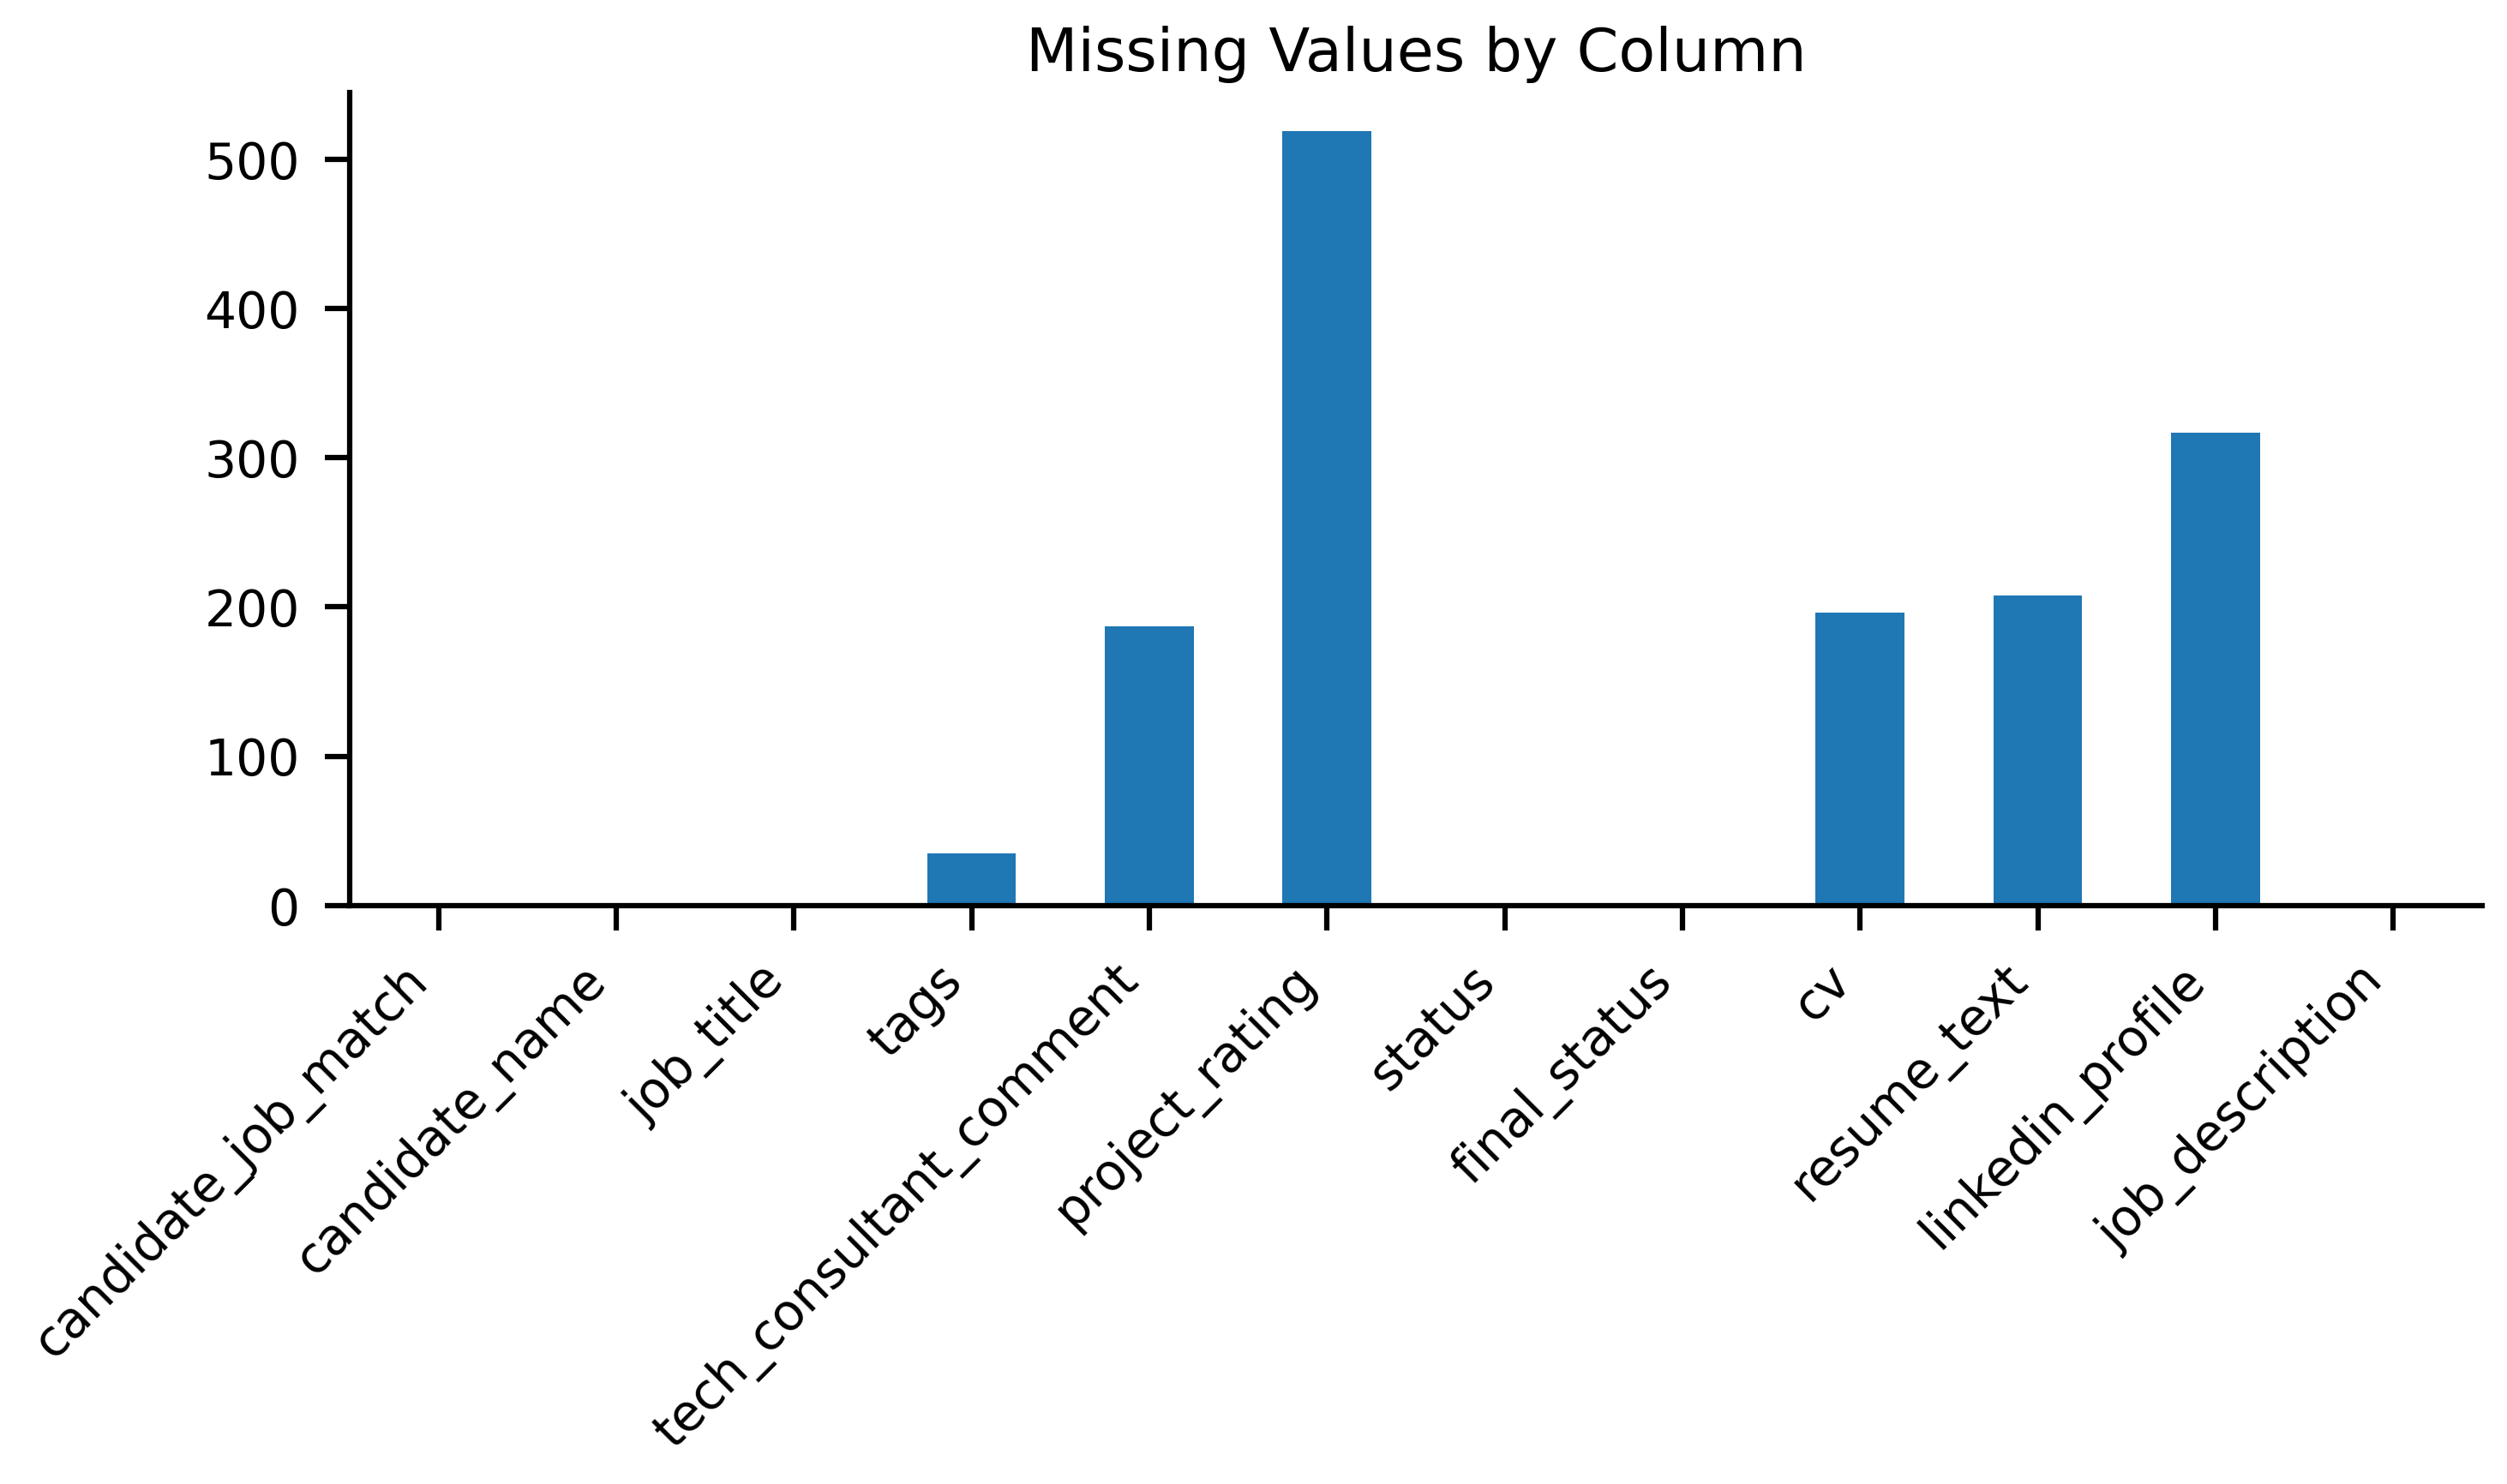 Missing Values by Column
500
400
300
200
100
0
candidate_job_match
candidate_name
job_title
tags
tech_consultant_comment
project_rating
status
final_status
cv
resume_text
linkedin_profile
job_description